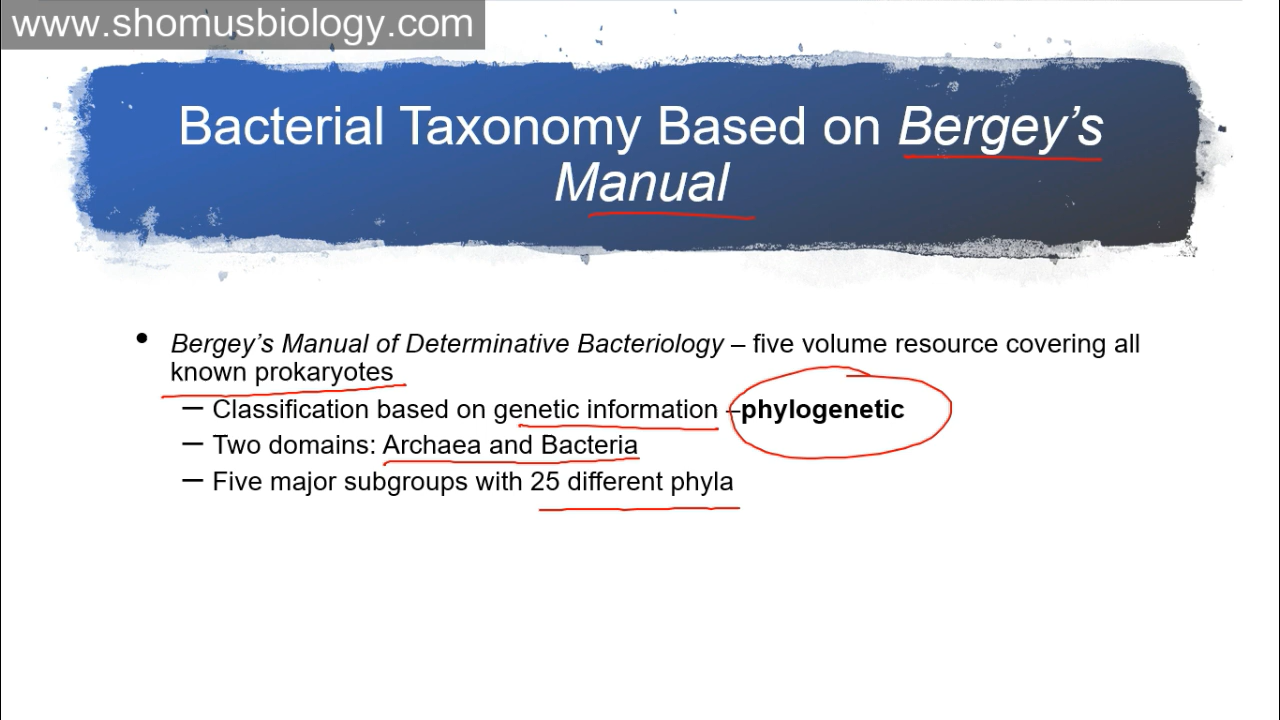 www.shomusbiology.com
Bacterial Taxonomy Based on Bergey’s
Manual
• Bergey’s Manual of Determinative Bacteriology – five volume resource covering all
known prokaryotes
– Classification based on genetic information –phylogenetic
– Two domains: Archaea and Bacteria
– Five major subgroups with 25 different phyla